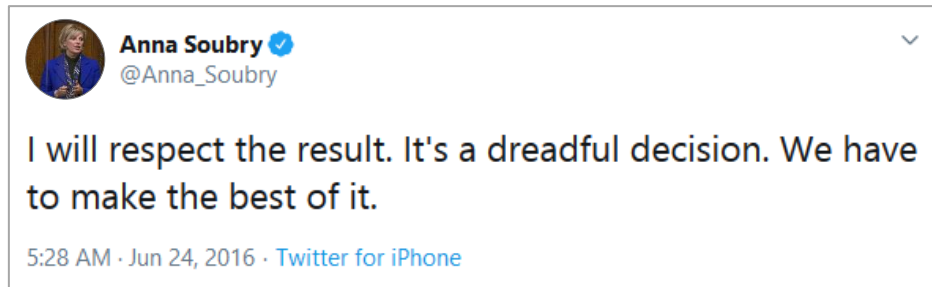 Anna Soubry
@Anna_Soubry
I will respect the result. It's a dreadful decision. We have
to make the best of it.
5:28 AM · Jun 24, 2016 · Twitter for iPhone